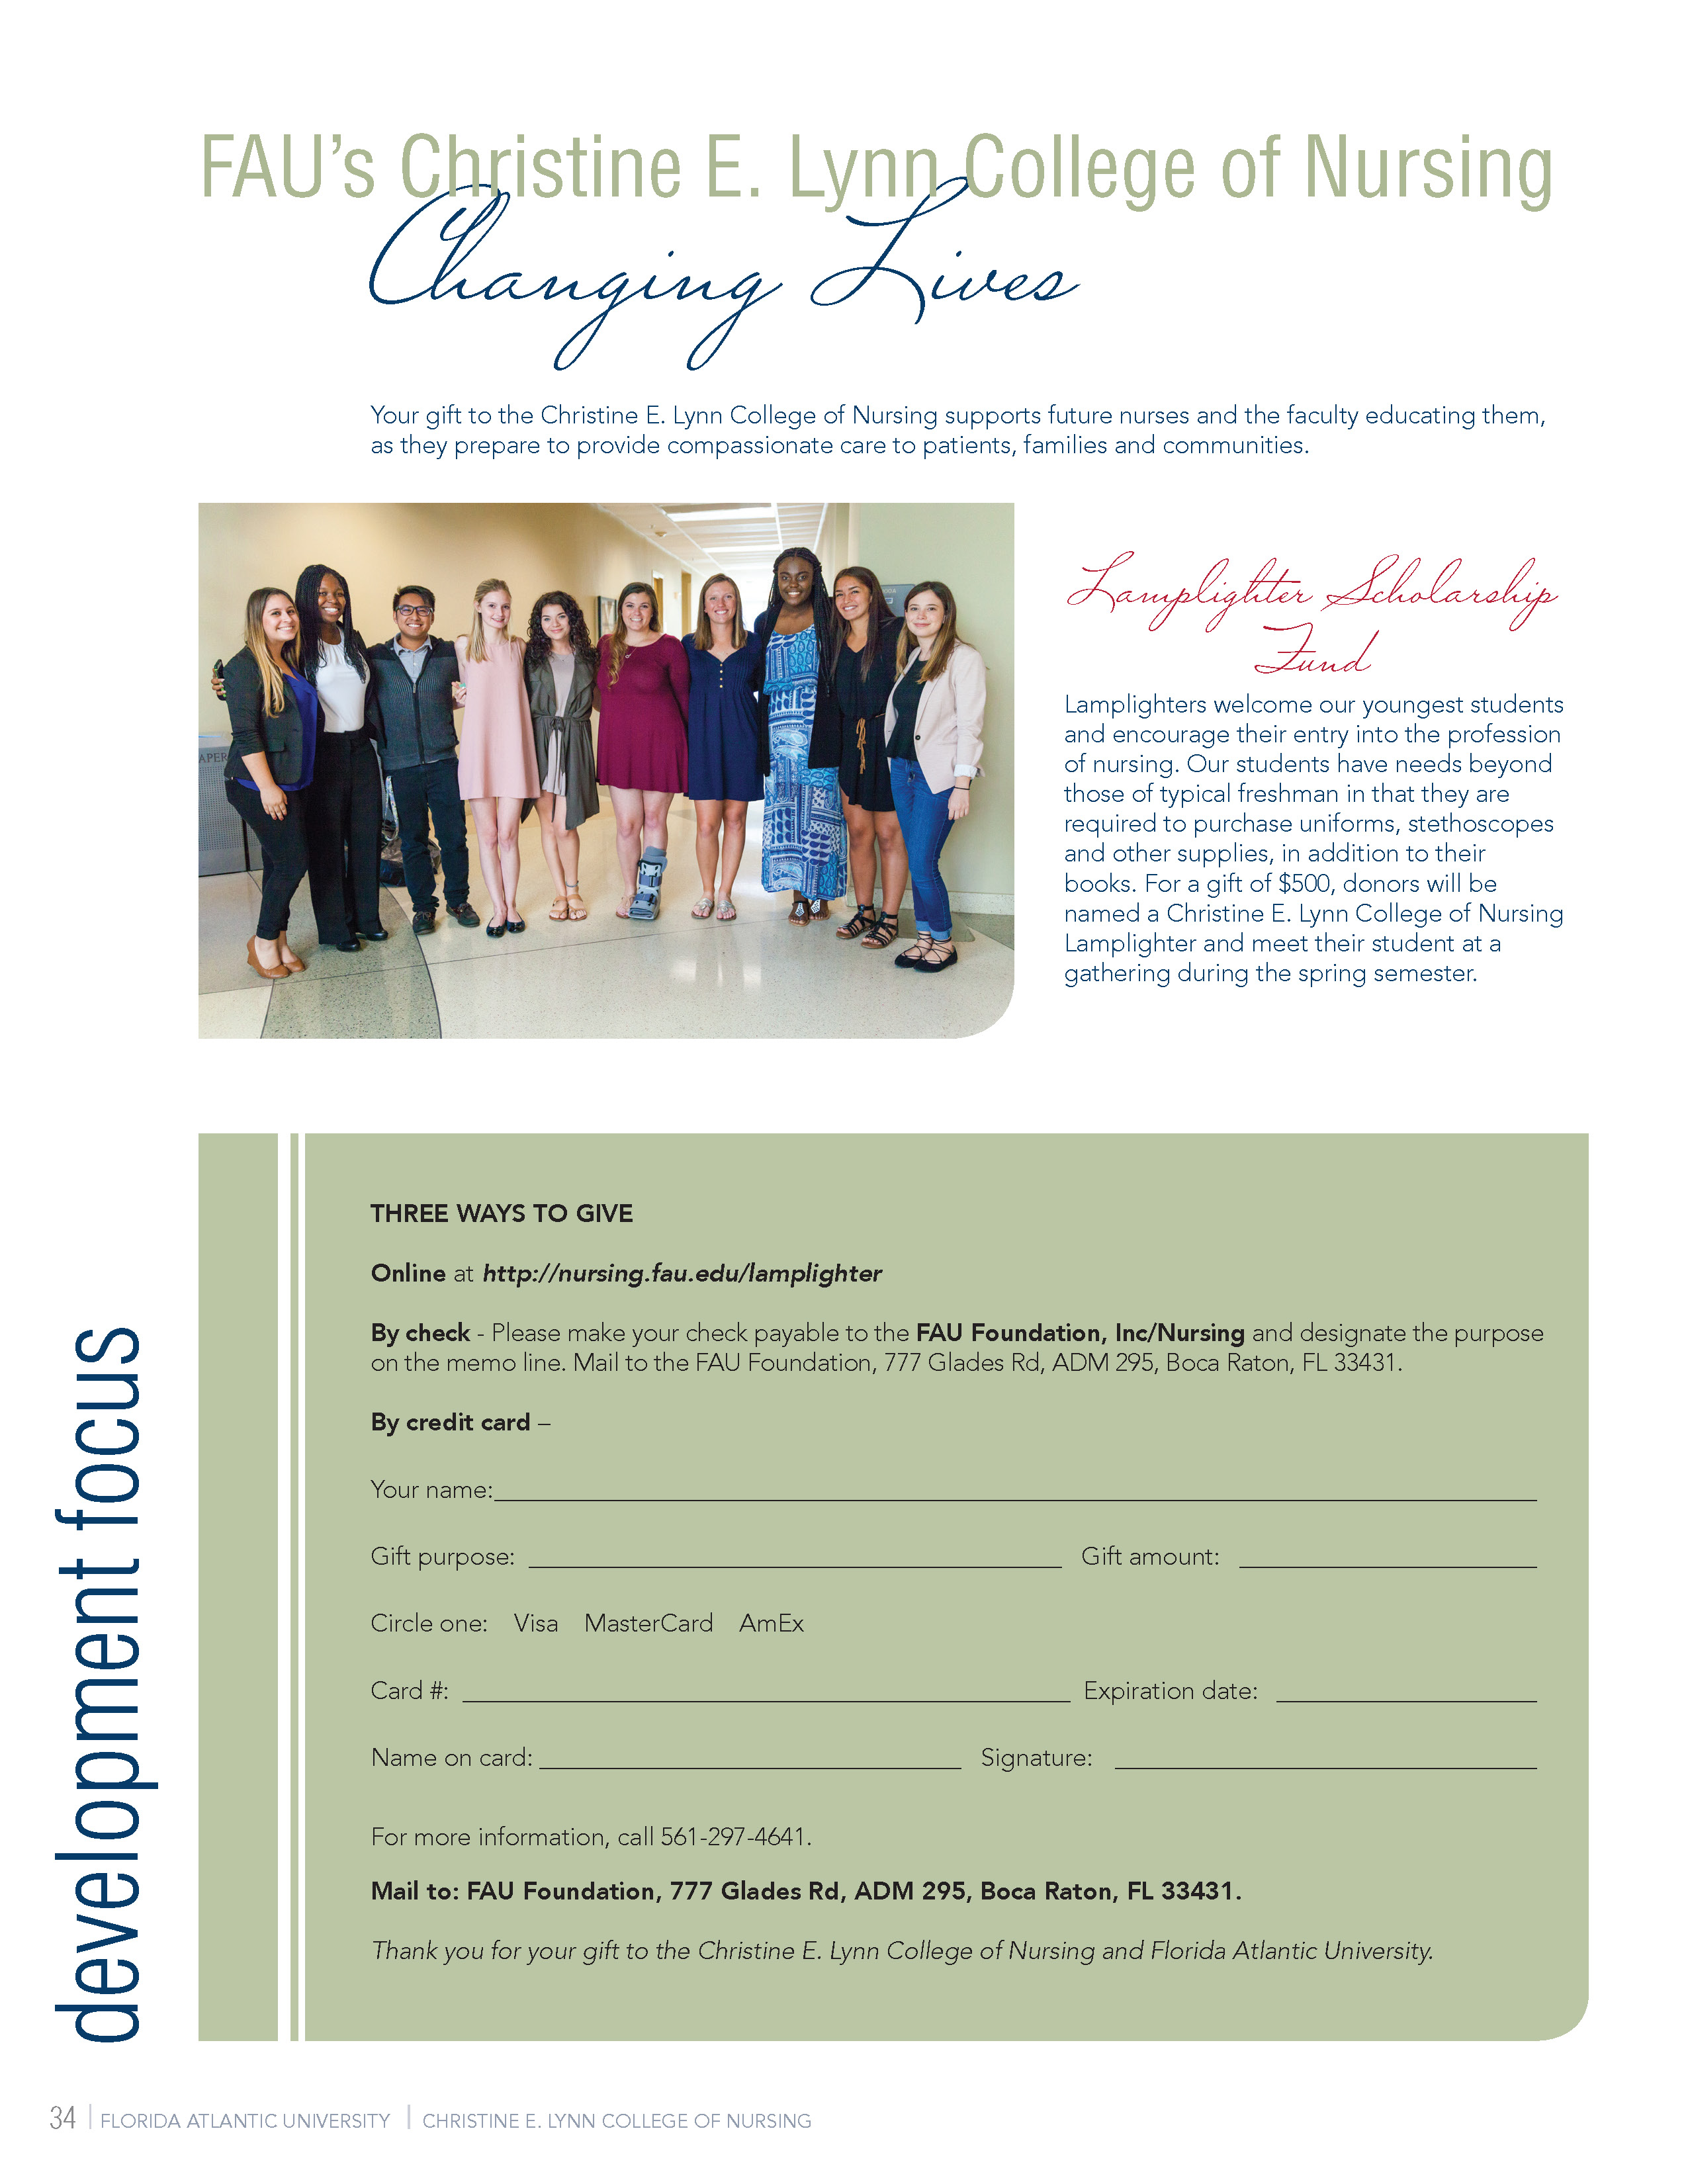 FAU's Christine E. Lynn College of Nursing
Changing Lives
Your gift to the Christine E. Lynn College of Nursing supports future nurses and the faculty educating them,
as they prepare to provide compassionate care to patients, families and communities.
APER
Lamplighter Scholarship
Fund
Lamplighters welcome our youngest students
and encourage their entry into the profession
of nursing. Our students have needs beyond
those of typical freshman in that they are
required to purchase uniforms, stethoscopes
and other supplies, in addition to their
books. For a gift of $500, donors will be
named a Christine E. Lynn College of Nursing
Lamplighter and meet their student at a
gathering during the spring semester.
development focus
THREE WAYS TO GIVE
Online at http://nursing.fau.edu/lamplighter
By check - Please make your check payable to the FAU Foundation, Inc/Nursing and designate the purpose
on the memo line. Mail to the FAU Foundation, 777 Glades Rd, ADM 295, Boca Raton, FL 33431.
By credit card –
Your name:
Gift purpose: Gift amount:
Circle one: Visa MasterCard AmEx
Card #: Expiration date:
Name on card: Signature:
For more information, call 561-297-4641.
Mail to: FAU Foundation, 777 Glades Rd, ADM 295, Boca Raton, FL 33431.
Thank you for your gift to the Christine E. Lynn College of Nursing and Florida Atlantic University.
34 | FLORIDA ATLANTIC UNIVERSITY | CHRISTINE E. LYNN COLLEGE OF NURSING